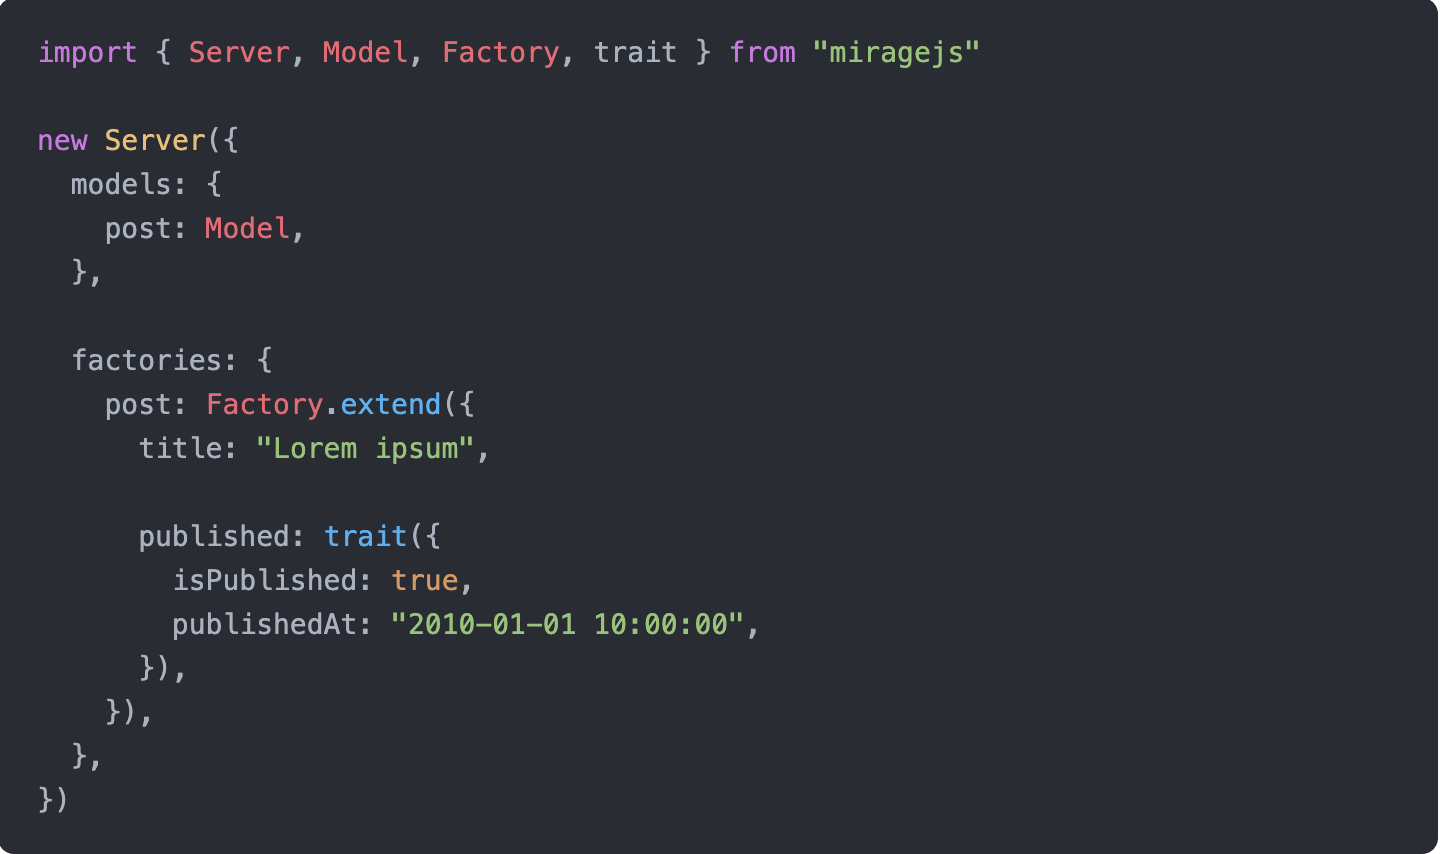 import { Server, Model, Factory, trait } from "miragejs"

new Server({
  models: {
    post: Model,
  },

  factories: {
    post: Factory.extend({
      title: "Lorem ipsum",

      published: trait({
        isPublished: true,
        publishedAt: "2010-01-01 10:00:00",
      }),
    }),
  },
})